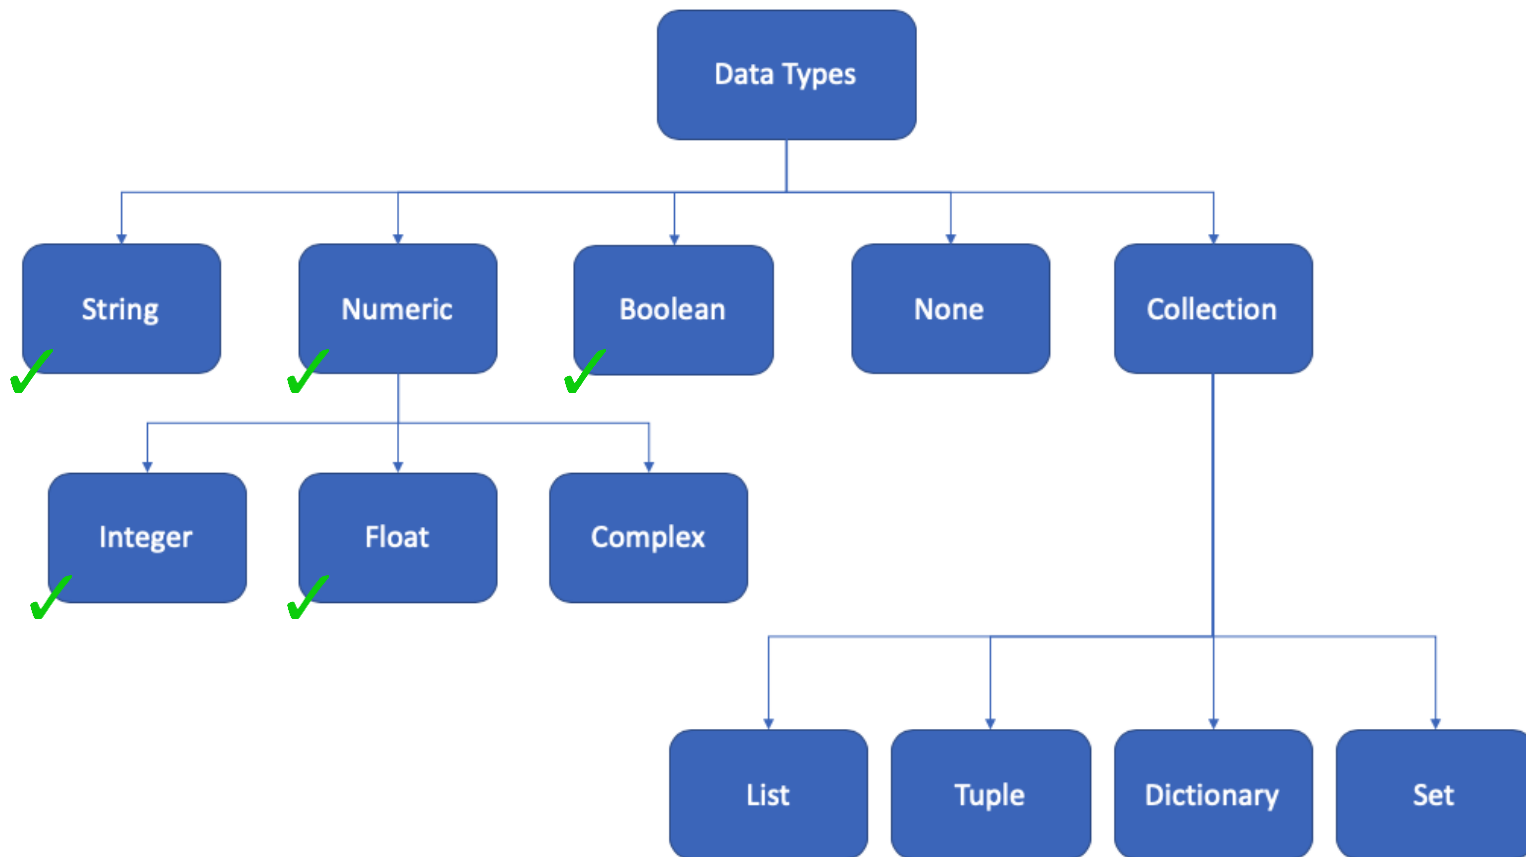 Data Types
String
Numeric
Boolean
None
Collection
Integer
Float
Complex
List
Tuple
Dictionary
Set